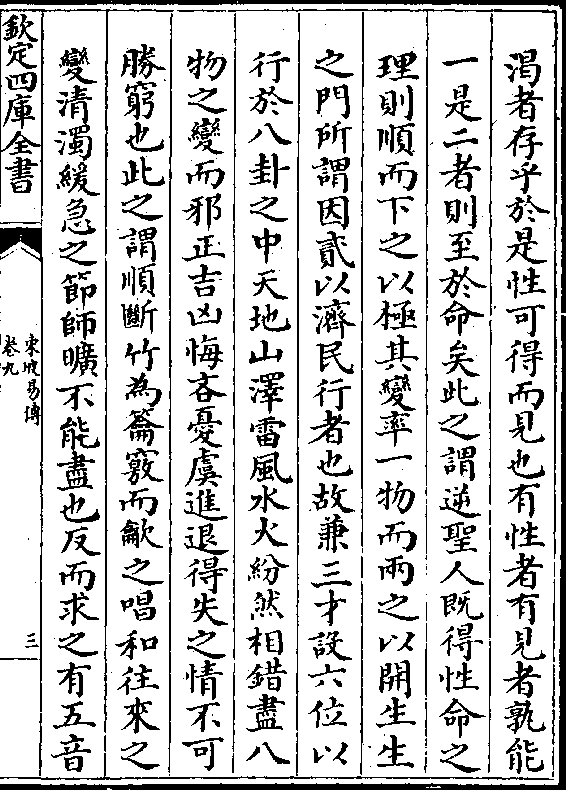 渴者存乎於是性可得而見也有性者有見者孰能
一是二者則至於命矣此之謂逆聖人既得性命之
理則順而下之以極其變率一物而兩之以開生生
之門所謂因貳以濟民行者也故兼三才設六位以
行於八卦之中天地山澤雷風水火紛然相錯盡八
物之變而邪正吉凶悔吝憂虞進退得失之情不可
勝窮也此之謂順斷竹為籥竅而龡之唱和往來之
變清濁緩急之節師曠不能盡也反而求之有五音
欽定四庫全書
東坡易傳
卷九
三